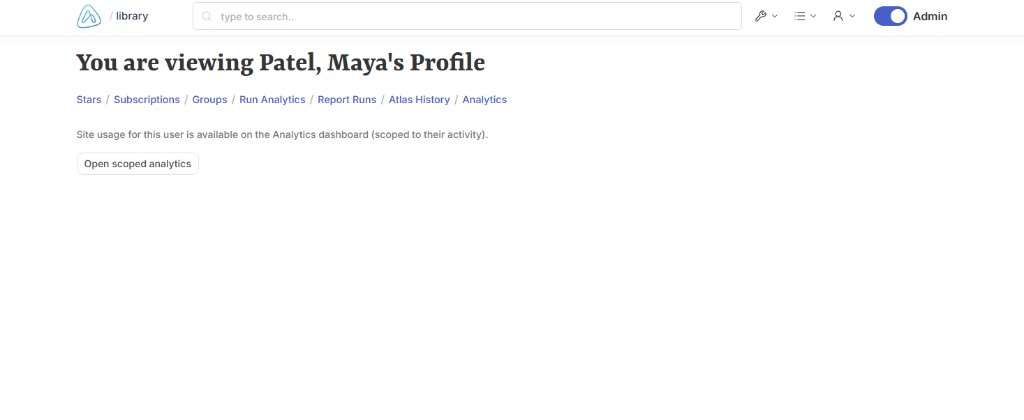 / library
type to search..
Admin
You are viewing Patel, Maya's Profile
Stars / Subscriptions / Groups / Run Analytics / Report Runs / Atlas History / Analytics
Site usage for this user is available on the Analytics dashboard (scoped to their activity).
Open scoped analytics